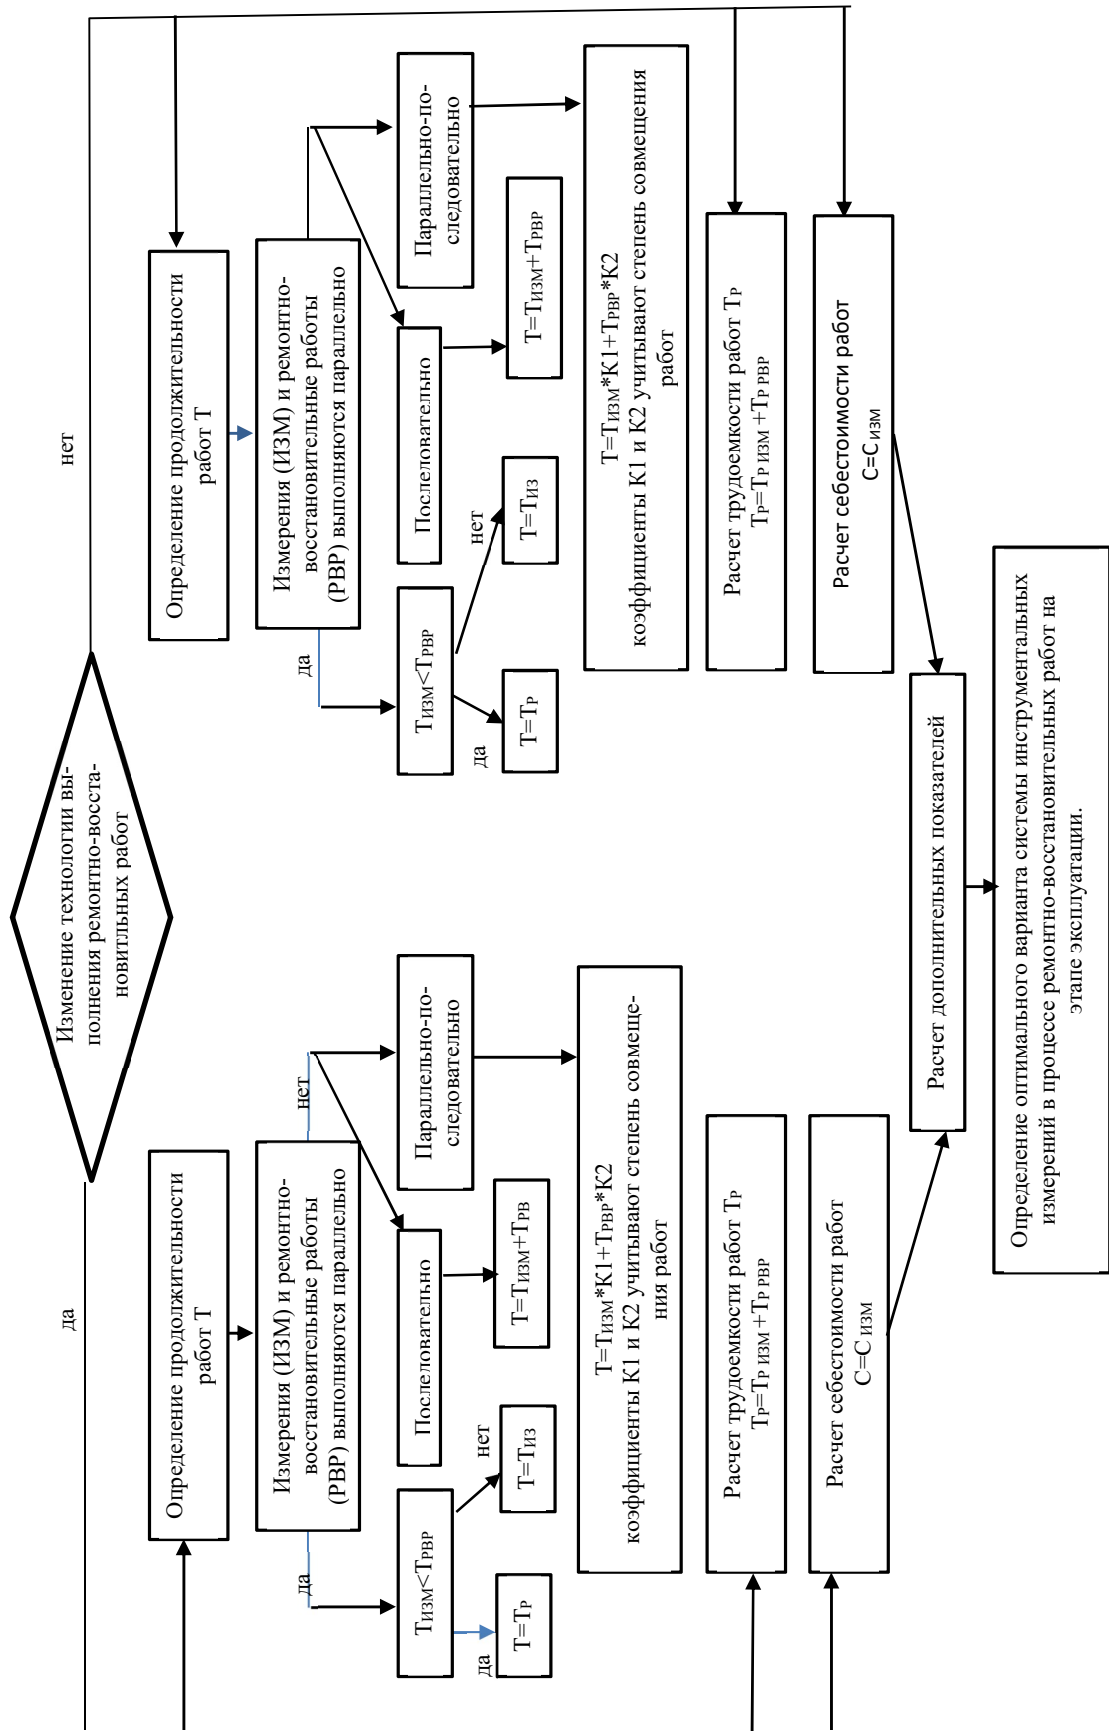 Изменение технологии вы-
полнения ремонтно-восста-
новитльных работ
да
нет
Определение продолжительности
работ Т
Измерения (ИЗМ) и ремонтно-
восстановительные работы
(РВР) выполняются параллельно
да
нет
ТИЗМ<ТРВР
Последовательно
Параллельно-по-
следовательно
да
нет
Т=ТР
Т=ТИЗ
Т=ТИЗМ+ТРВ
Т=ТИЗМ*К1+ТРВР*К2
коэффициенты К1 и К2 учитывают степень совмеще-
ния работ
Расчет трудоемкости работ ТР
ТР=ТР ИЗМ+ТР РВР
Расчет себестоимости работ
С=С ИЗМ
Определение продолжительности
работ Т
Измерения (ИЗМ) и ремонтно-
восстановительные работы
(РВР) выполняются параллельно
да
ТИЗМ<ТРВР
Последовательно
Параллельно-по-
следовательно
да
нет
Т=ТР
Т=ТИЗ
Т=ТИЗМ+ТРВР
Т=ТИЗМ*К1+ТРВР*К2
коэффициенты К1 и К2 учитывают степень совмещения
работ
Расчет трудоемкости работ ТР
ТР=ТР ИЗМ+ТР РВР
Расчет себестоимости работ
С=СИЗМ
Расчет дополнительных показателей
Определение оптимального варианта системы инструментальных
измерений в процессе ремонтно-восстановительных работ на
этапе эксплуатации.